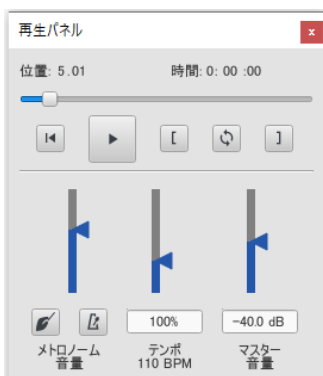 再生パネル
x
位置: 5.01 時間: 0: 00 :00
[ ]
100% -40.0 dB
メトロノーム 音量
テンポ 110 BPM
マスター 音量